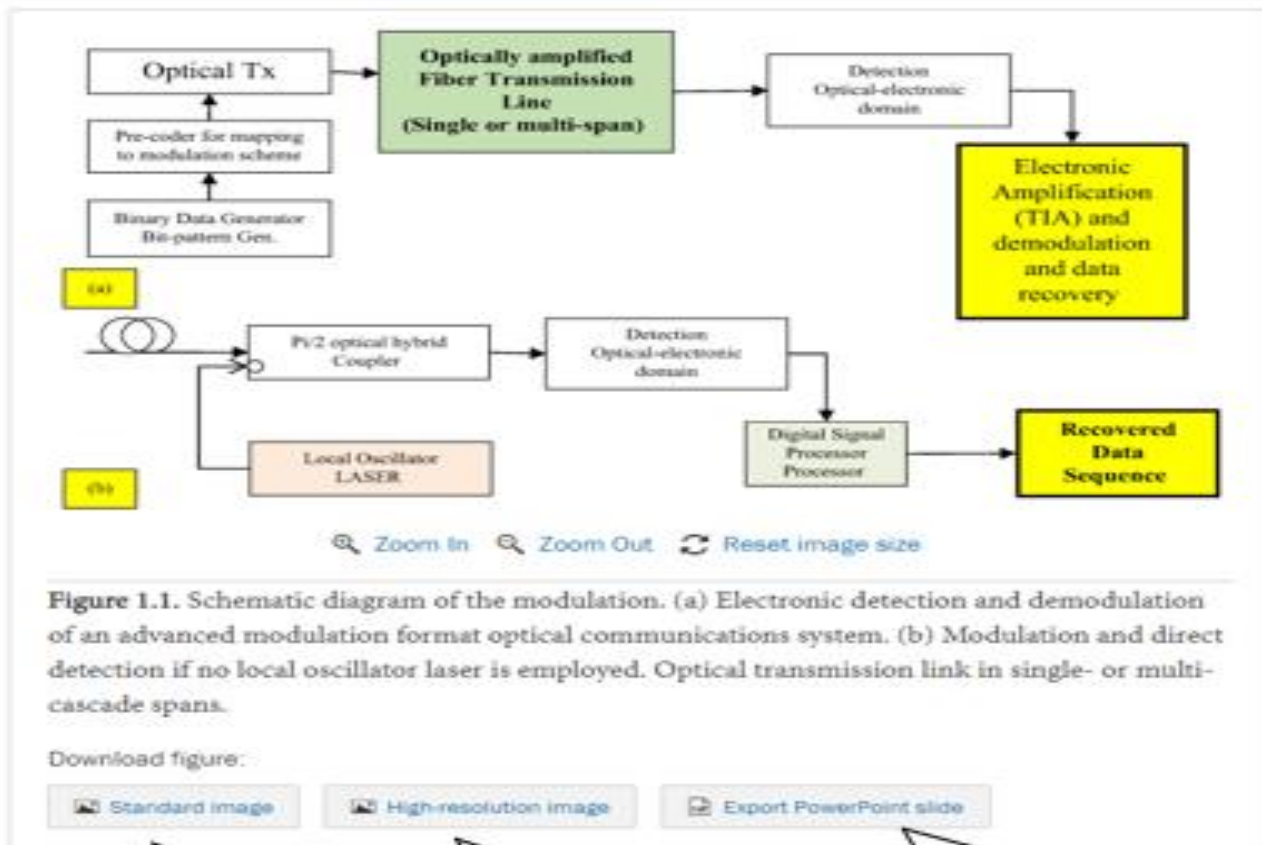 Optical Tx
Optically amplified
Fiber Transmission
Line
(Single or multi-span)
Detection
Optical-electronic
domain
Pre-coder for mapping
to modulation scheme
Binary Data Generator
Bit-pattern Gen.
Electronic
Amplification
(TIA) and
demodulation
and data
recovery
(a)
Pi/2 optical hybrid
Coupler
Detection
Optical-electronic
domain
Local Oscillator
LASER
Digital Signal
Processor
Processor
Recovered
Data
Sequence
(b)
Zoom In Zoom Out Reset image size
Figure 1.1. Schematic diagram of the modulation. (a) Electronic detection and demodulation
of an advanced modulation format optical communications system. (b) Modulation and direct
detection if no local oscillator laser is employed. Optical transmission link in single- or multi-
cascade spans.
Download figure:
Standard image High-resolution image Export PowerPoint slide